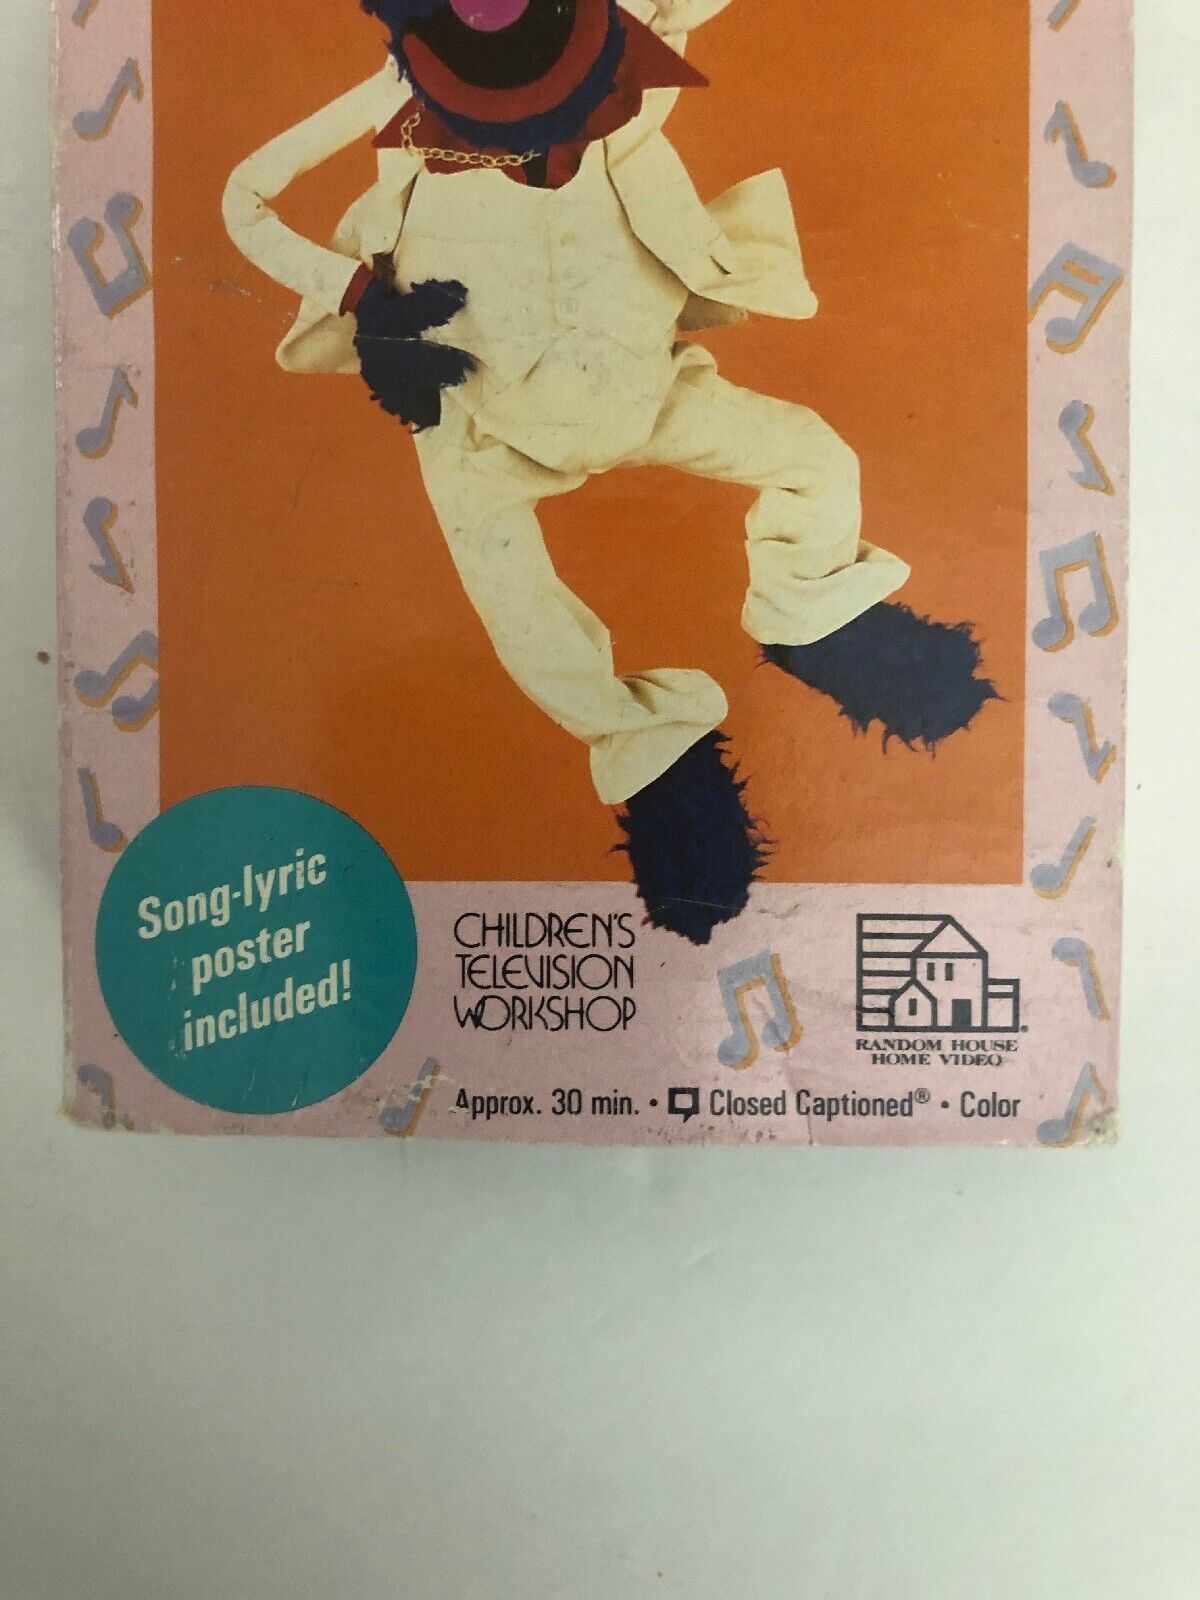 Song-lyric
poster
included!
CHILDREN'S
TELEVISION
WORKSHOP
RANDOM HOUSE
HOME VIDEO
Approx. 30 min. • Closed Captioned® • Color